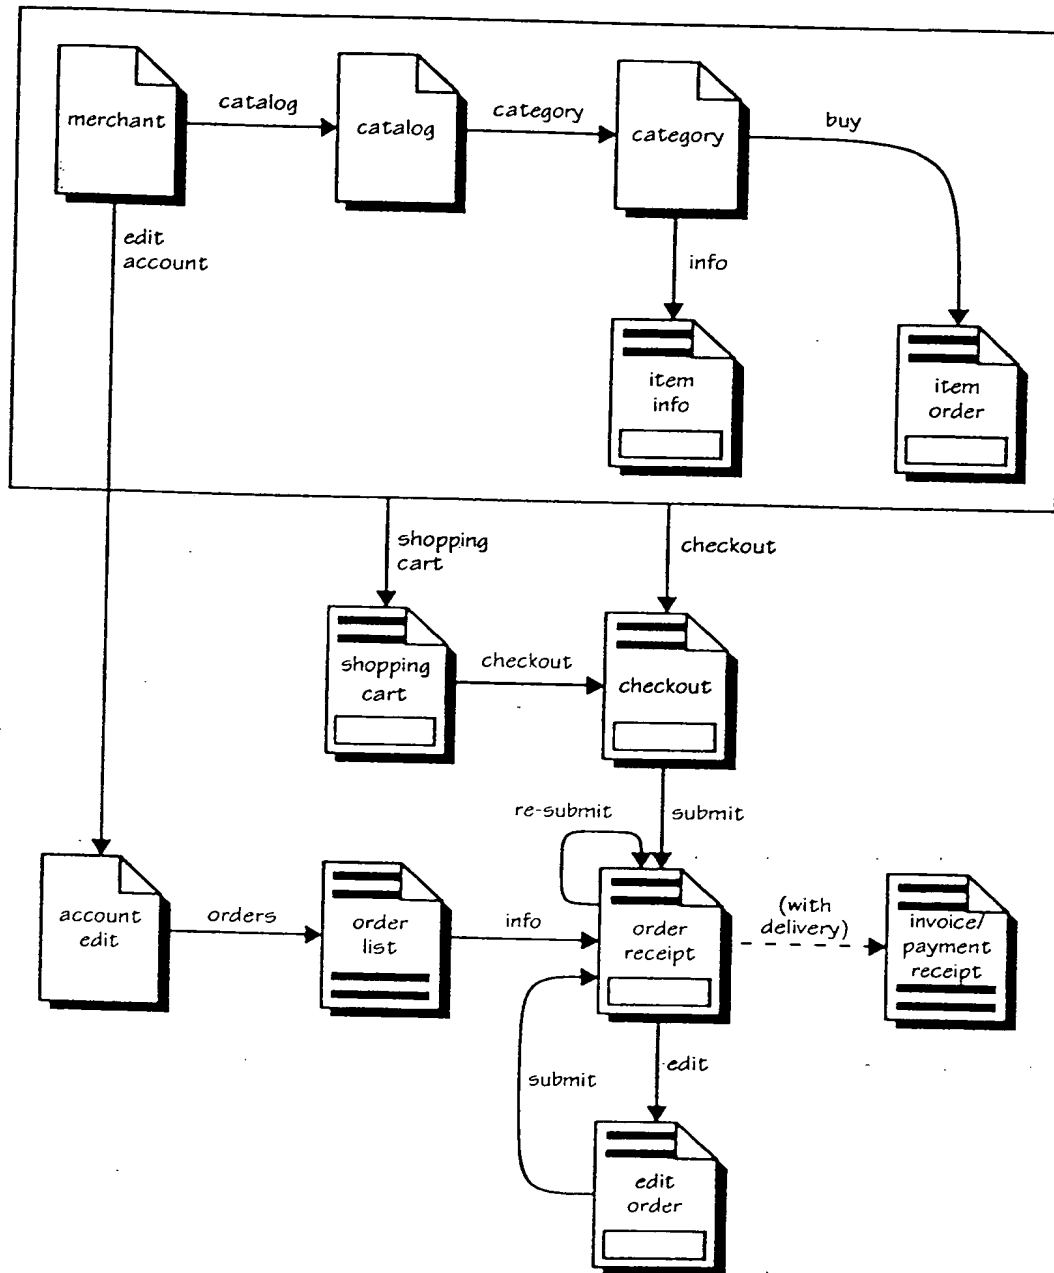 merchant
catalog
catalog
category
category
buy
edit
account
info
item
info
item
order
shopping
cart
checkout
shopping
cart
checkout
checkout
re-submit
submit
account
edit
orders
order
list
info
order
receipt
(with
delivery)
invoice/
payment
receipt
submit
edit
edit
order